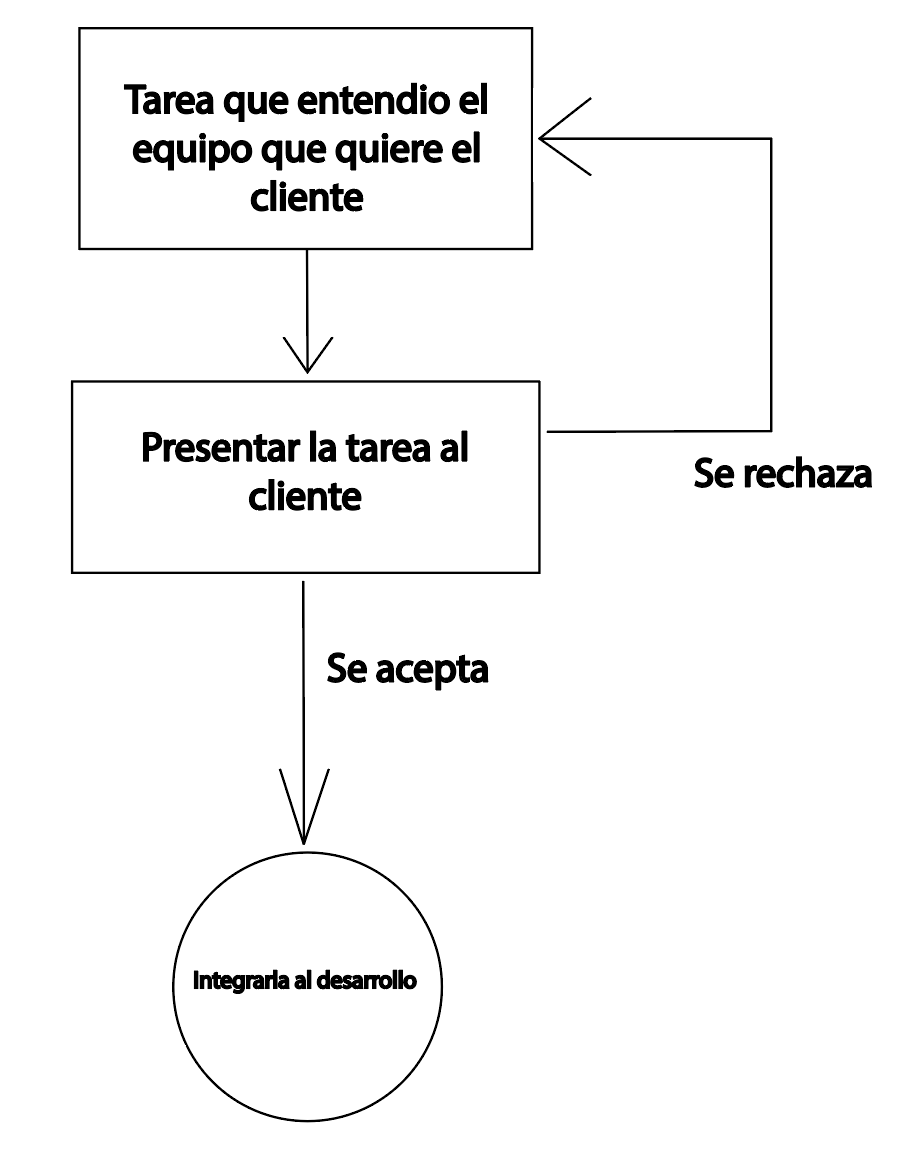 Tarea que entendio el
equipo que quiere el
cliente
Presentar la tarea al
cliente
Se rechaza
Se acepta
Integrarla al desarrollo